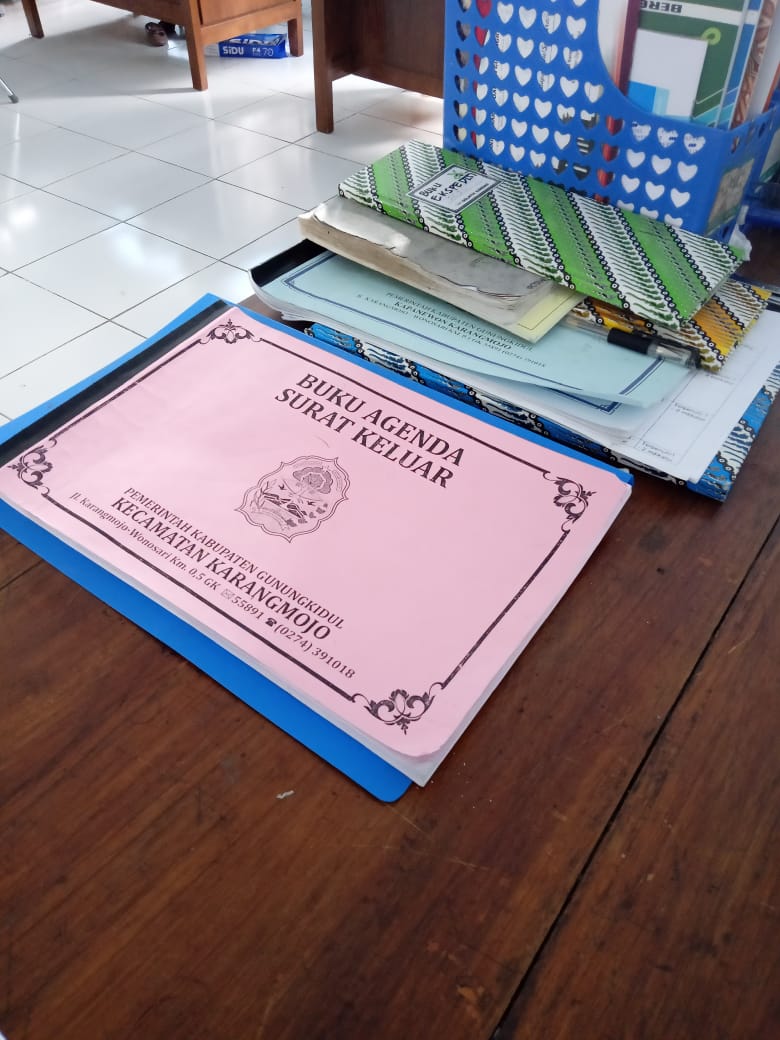 SiDU F4 70
BERG
BUKU
EKSPEDISI
PEMERINTAH KABUPATEN GUNUNGKIDUL
KAPANEWON KARANGMOJO
BUKU AGENDA
SURAT KELUAR
PEMERINTAH KABUPATEN GUNUNGKIDUL
KECAMATAN KARANGMOJO
Jl. Karangmojo-Wonosari Km. 0,5 GK ✉55891 ☎(0274) 391018